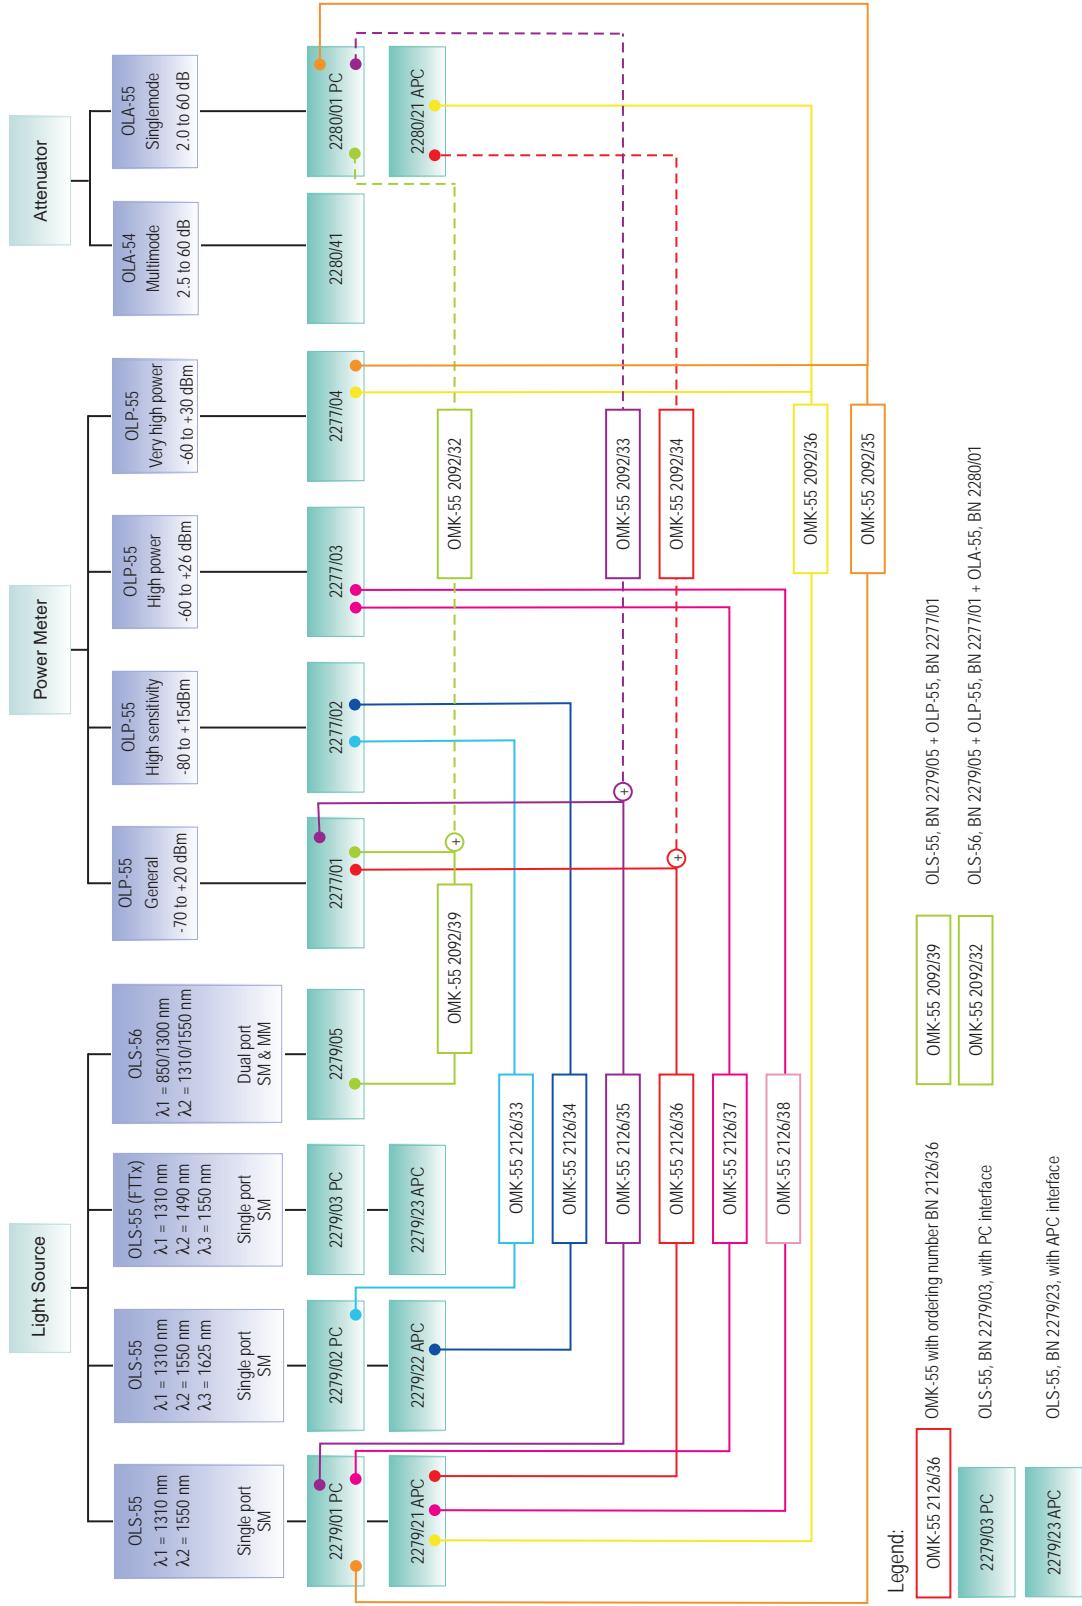 Light Source
Power Meter
Attenuator
OLS-55
λ1 = 1310 nm
λ2 = 1550 nm
Single port
SM
OLS-55
λ1 = 1310 nm
λ2 = 1550 nm
λ3 = 1625 nm
Single port
SM
OLS-55 (FTTx)
λ1 = 1310 nm
λ2 = 1490 nm
λ3 = 1550 nm
Single port
SM
OLS-56
λ1 = 850/1300 nm
λ2 = 1310/1550 nm
Dual port
SM & MM
OLP-55
General
-70 to +20 dBm
OLP-55
High sensitivity
-80 to +15dBm
OLP-55
High power
-60 to +26 dBm
OLP-55
Very high power
-60 to +30 dBm
OLA-54
Multimode
2.5 to 60 dB
OLA-55
Singlemode
2.0 to 60 dB
2279/01 PC
2279/02 PC
2279/03 PC
2279/05
2277/01
2277/02
2277/03
2277/04
2280/41
2280/01 PC
2279/21 APC
2279/22 APC
2279/23 APC
2280/21 APC
OMK-55 2092/39
+
OMK-55 2092/32
OMK-55 2126/33
OMK-55 2126/34
OMK-55 2126/35
+
OMK-55 2092/33
OMK-55 2126/36
+
OMK-55 2092/34
OMK-55 2126/37
OMK-55 2126/38
OMK-55 2092/36
OMK-55 2092/35
Legend:
OMK-55 2126/36
OMK-55 with ordering number BN 2126/36
2279/03 PC
OLS-55, BN 2279/03, with PC interface
2279/23 APC
OLS-55, BN 2279/23, with APC interface
OMK-55 2092/39
OLS-55, BN 2279/05 + OLP-55, BN 2277/01
OMK-55 2092/32
OLS-56, BN 2279/05 + OLP-55, BN 2277/01 + OLA-55, BN 2280/01